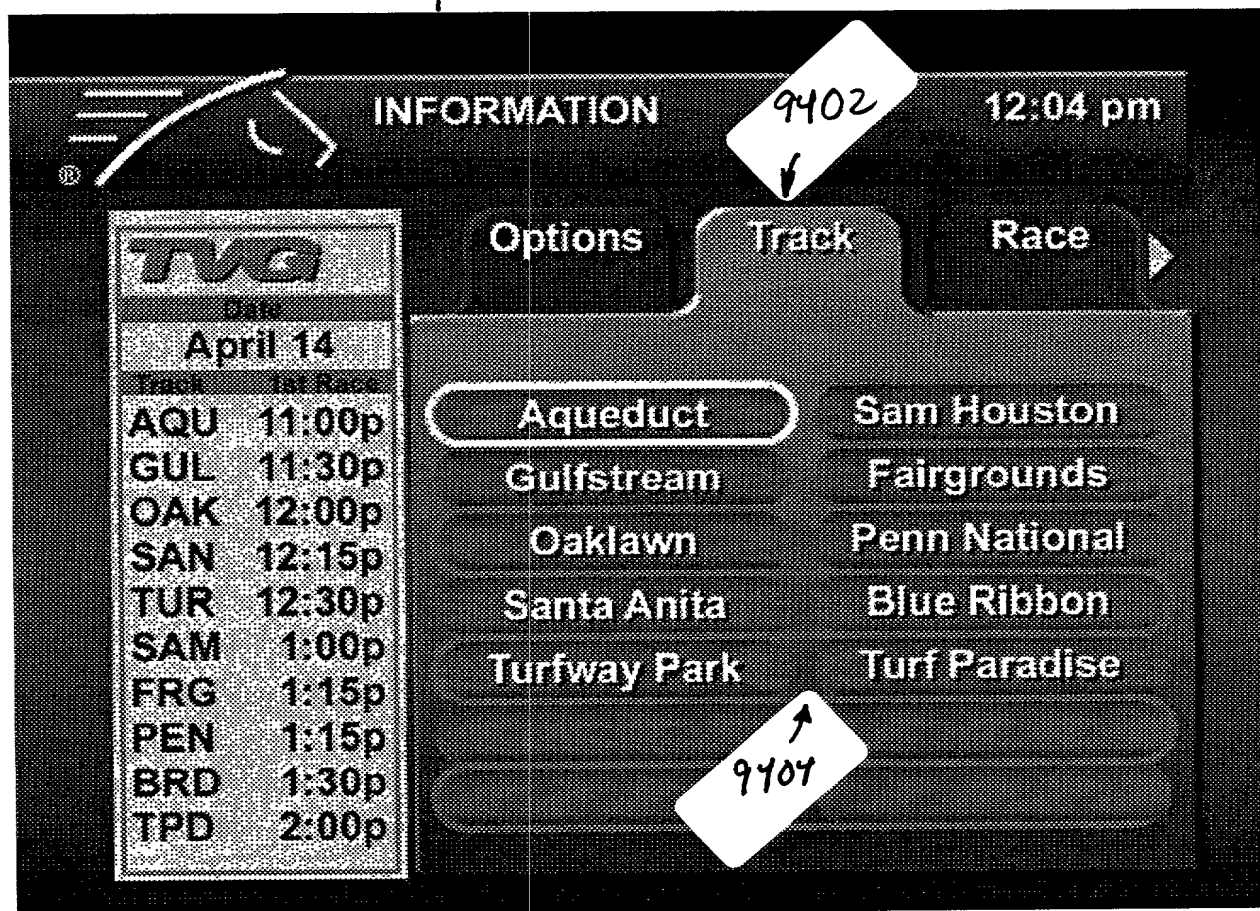 INFORMATION
9402
12:04 pm
®
Options
Track
Race
TVG
Date
April 14
Track 1st Race
AQU 11:00p
GUL 11:30p
OAK 12:00p
SAN 12:15p
TUR 12:30p
SAM 1:00p
FRG 1:15p
PEN 1:15p
BRD 1:30p
TPD 2:00p
Aqueduct
Sam Houston
Gulfstream
Fairgrounds
Oaklawn
Penn National
Santa Anita
Blue Ribbon
Turfway Park
Turf Paradise
9404